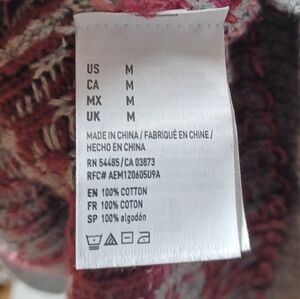 US M
CA M
MX M
UK M
MADE IN CHINA / FABRIQUÉ EN CHINE /
HECHO EN CHINA
RN 54485/CA 03873
RFC# AEM120605U9A
EN 100% COTTON
FR 100% COTON
SP 100% algodón